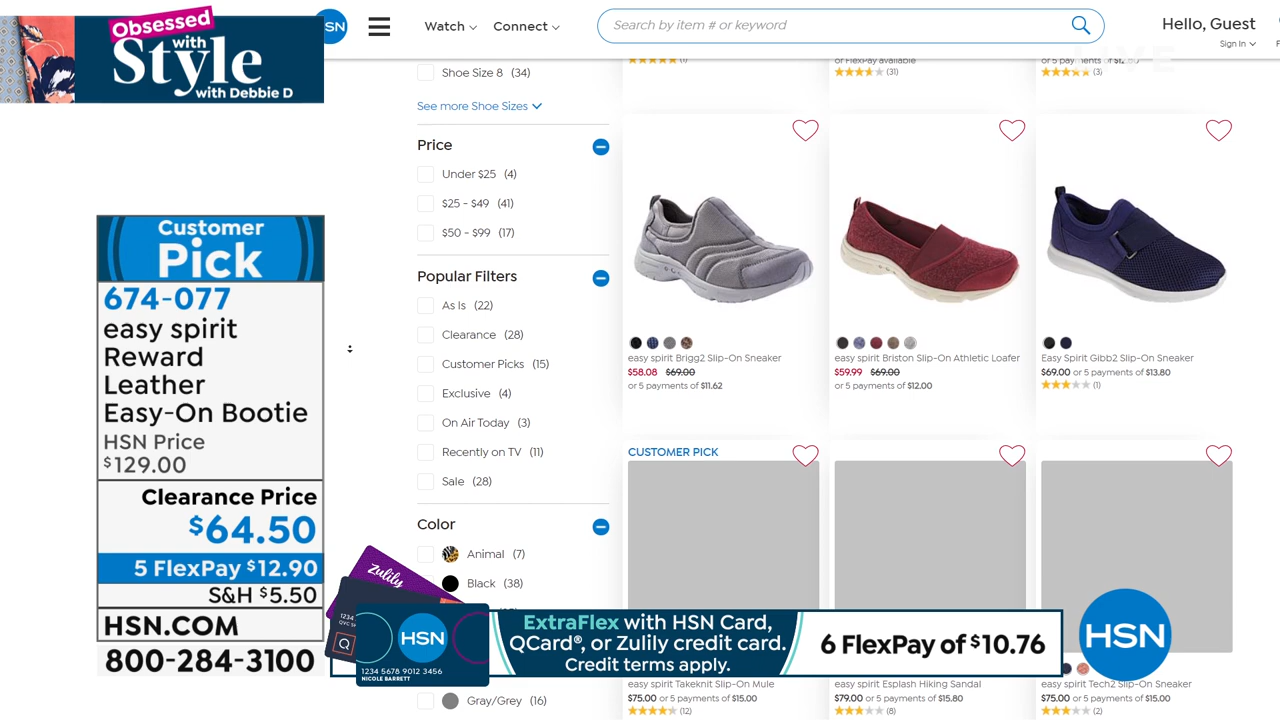 Obsessed
with
Style
with Debbie D
SN
Watch
Connect
Search by item # or keyword
Hello, Guest
Sign In
LIVE
Shoe Size 8 (34)
See more Shoe Sizes
Price
Under $25 (4)
$25 - $49 (41)
$50 - $99 (17)
Popular Filters
As Is (22)
Clearance (28)
Customer Picks (15)
Exclusive (4)
On Air Today (3)
Recently on TV (11)
Sale (28)
Color
Animal (7)
Black (38)
Gray/Grey (16)
(1)
or FlexPay available
(31)
(3)
easy spirit Brigg2 Slip-On Sneaker
$58.08 $69.00
or 5 payments of $11.62
easy spirit Briston Slip-On Athletic Loafer
$59.99 $69.00
or 5 payments of $12.00
Easy Spirit Gibb2 Slip-On Sneaker
$69.00 or 5 payments of $13.80
(1)
CUSTOMER PICK
easy spirit Takeknit Slip-On Mule
$75.00 or 5 payments of $15.00
(12)
easy spirit Esplash Hiking Sandal
$79.00 or 5 payments of $15.80
(8)
easy spirit Tech2 Slip-On Sneaker
$75.00 or 5 payments of $15.00
(2)
Customer
Pick
674-077
easy spirit
Reward
Leather
Easy-On Bootie
HSN Price
$129.00
Clearance Price
$64.50
5 FlexPay $12.90
S&H $5.50
HSN.COM
800-284-3100
Zulily
1234
Q
HSN
1234 5678 9012 3456
NICOLE BARRETT
ExtraFlex with HSN Card,
QCard®, or Zulily credit card.
Credit terms apply.
6 FlexPay of $10.76
HSN